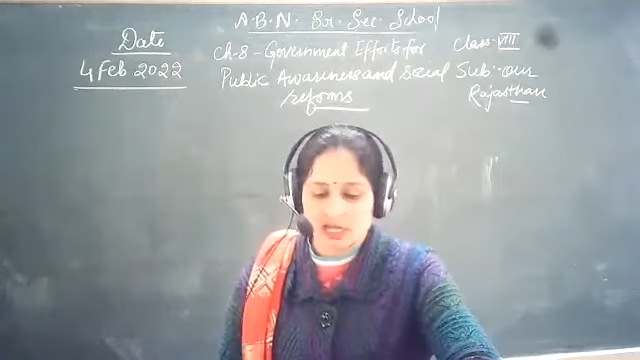 A.B.N. Sr. Sec. School
Date
4 Feb 2022
Ch-8 - Government Efforts for
Public Awareness and Social
reforms
Class - VIII
Sub - our
Rajasthan